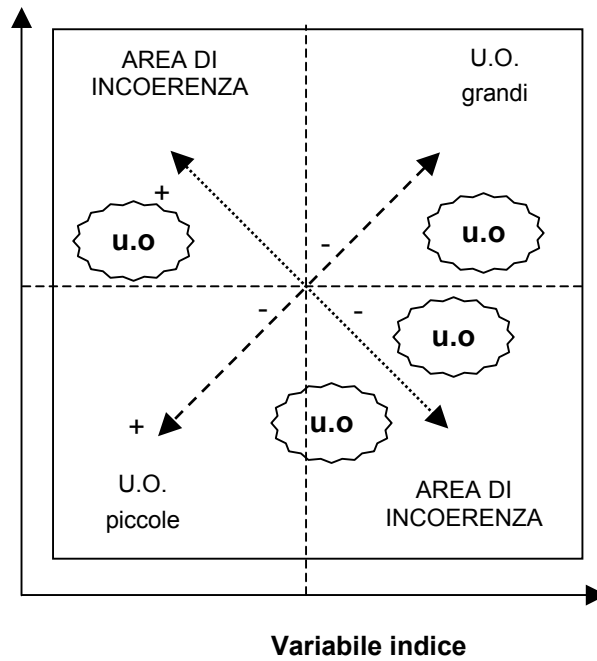 AREA DI
INCOERENZA
U.O.
grandi
+
u.o
-
u.o
-
-
u.o
+
u.o
U.O.
piccole
AREA DI
INCOERENZA
Variabile indice